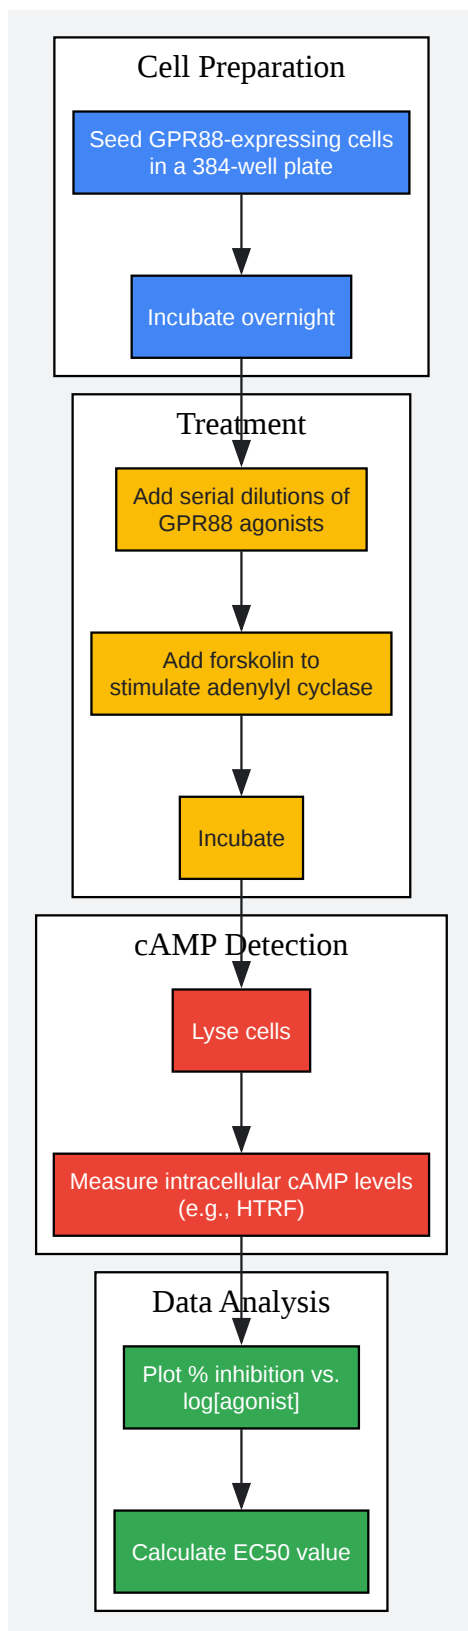 Cell Preparation
Seed GPR88-expressing cells
in a 384-well plate
Incubate overnight
Treatment
Add serial dilutions of
GPR88 agonists
Add forskolin to
stimulate adenylyl cyclase
Incubate
cAMP Detection
Lyse cells
Measure intracellular cAMP levels
(e.g., HTRF)
Data Analysis
Plot % inhibition vs.
log[agonist]
Calculate EC50 value